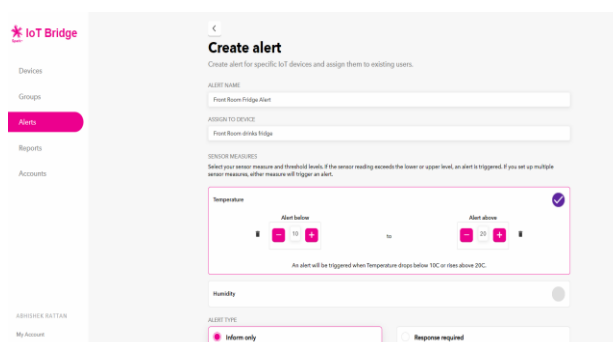 IoT Bridge
Devices
Groups
Alerts
Reports
Accounts
ABHISHEK RATTAN
My Account
Create alert
Create alert for specific IoT devices and assign them to existing users.
ALERT NAME
Front Room Fridge Alert
ASSIGN TO DEVICE
Front Room drinks fridge
SENSOR MEASURES
Select your sensor measure and threshold levels, if the sensor reading exceeds the lower or upper level, an alert is triggered. If you set up multiple
sensor measures, either measure will trigger an alert.
Temperature
Alert below
Alert above
10
to
20
An alert will be triggered when Temperature drops below 10C or rises above 20C.
Humidity
ALERT TYPE
Inform only
Response required